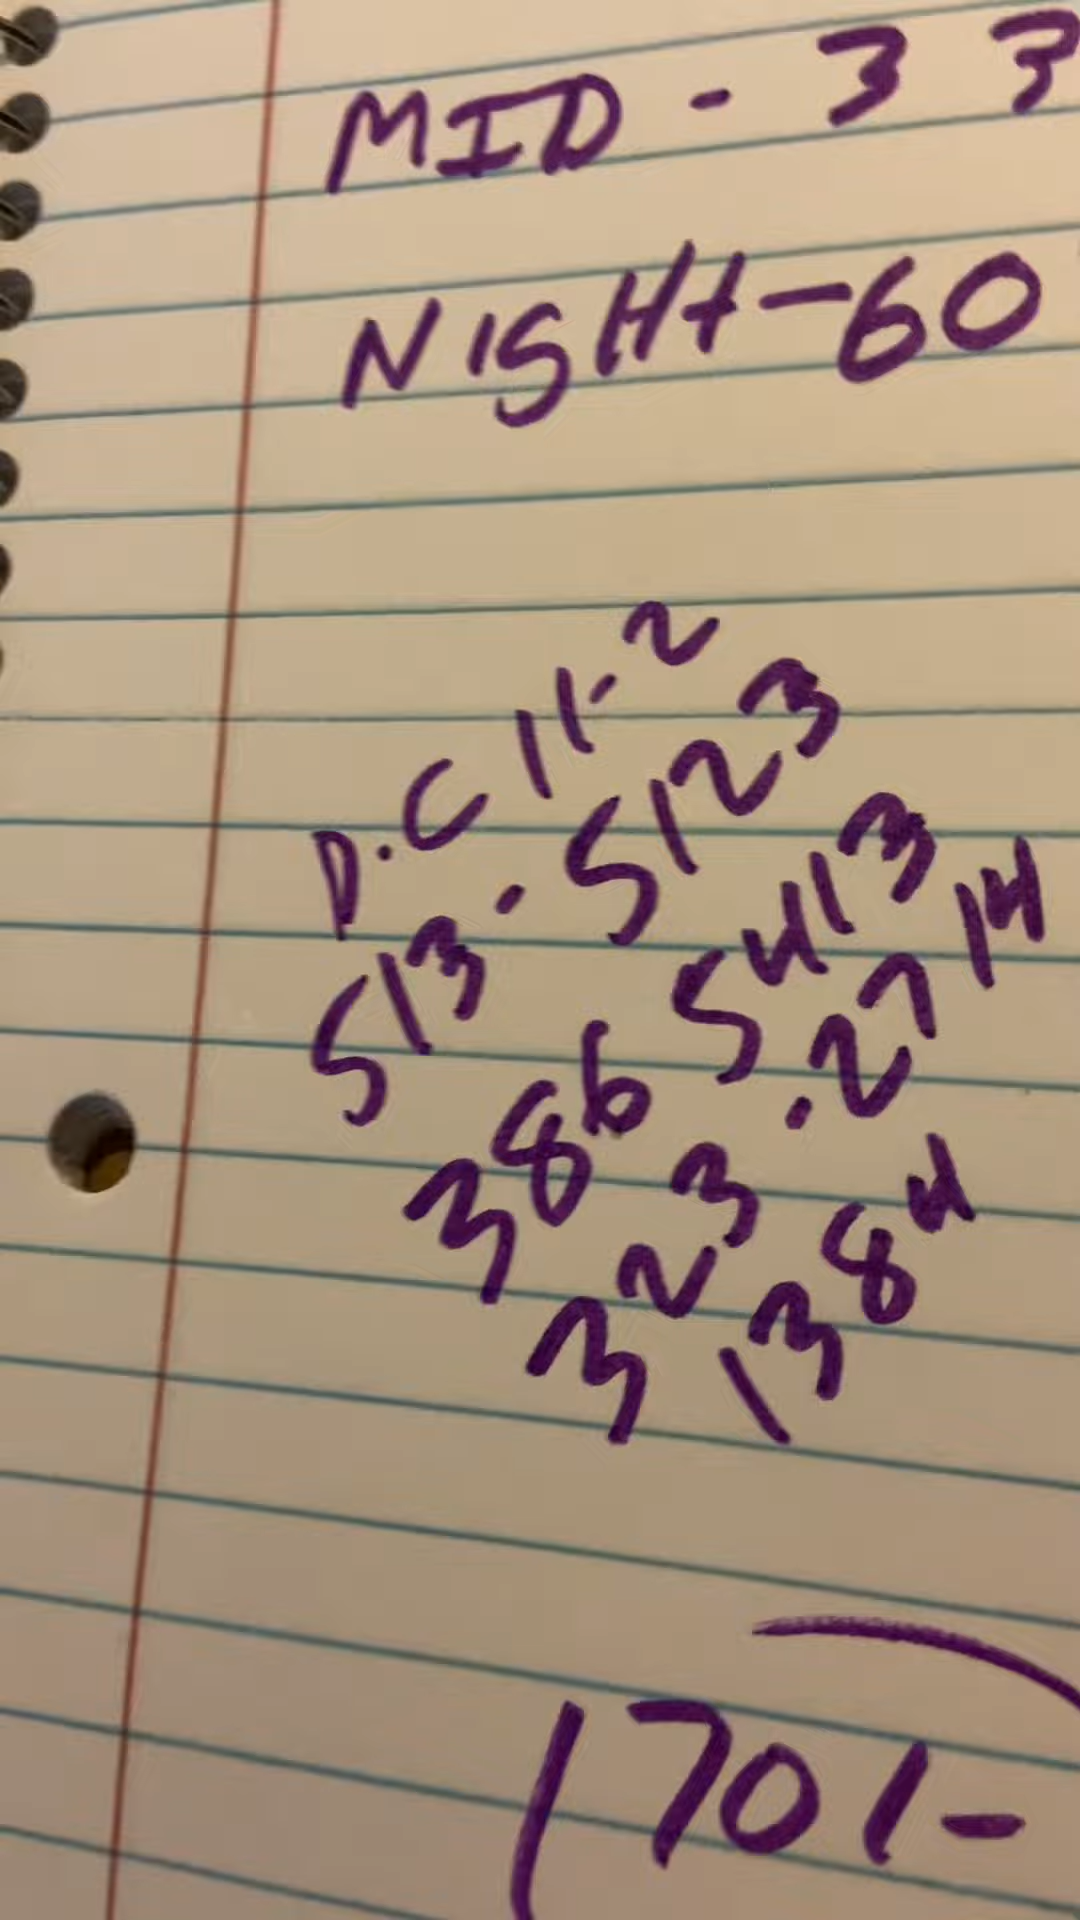 MID - 3 3
NIGHt - 60
D.C 11-2
513 . 5123
386 5413
323 . 27 14
1384
1701-